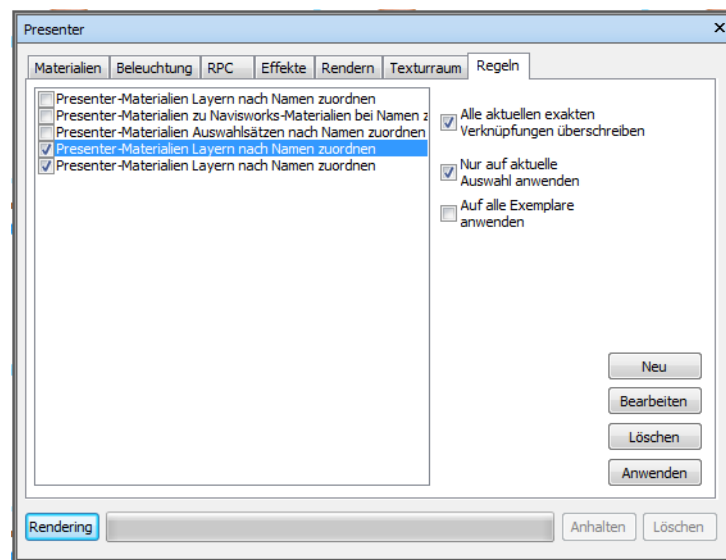 Presenter
Materialien Beleuchtung RPC Effekte Rendern Texturraum Regeln
Presenter-Materialien Layern nach Namen zuordnen
Presenter-Materialien zu Navisworks-Materialien bei Namen z
Presenter-Materialien Auswahlsätzen nach Namen zuordnen
Presenter-Materialien Layern nach Namen zuordnen
Presenter-Materialien Layern nach Namen zuordnen
Alle aktuellen exakten
Verknüpfungen überschreiben
Nur auf aktuelle
Auswahl anwenden
Auf alle Exemplare
anwenden
Neu
Bearbeiten
Löschen
Anwenden
Rendering Anhalten Löschen